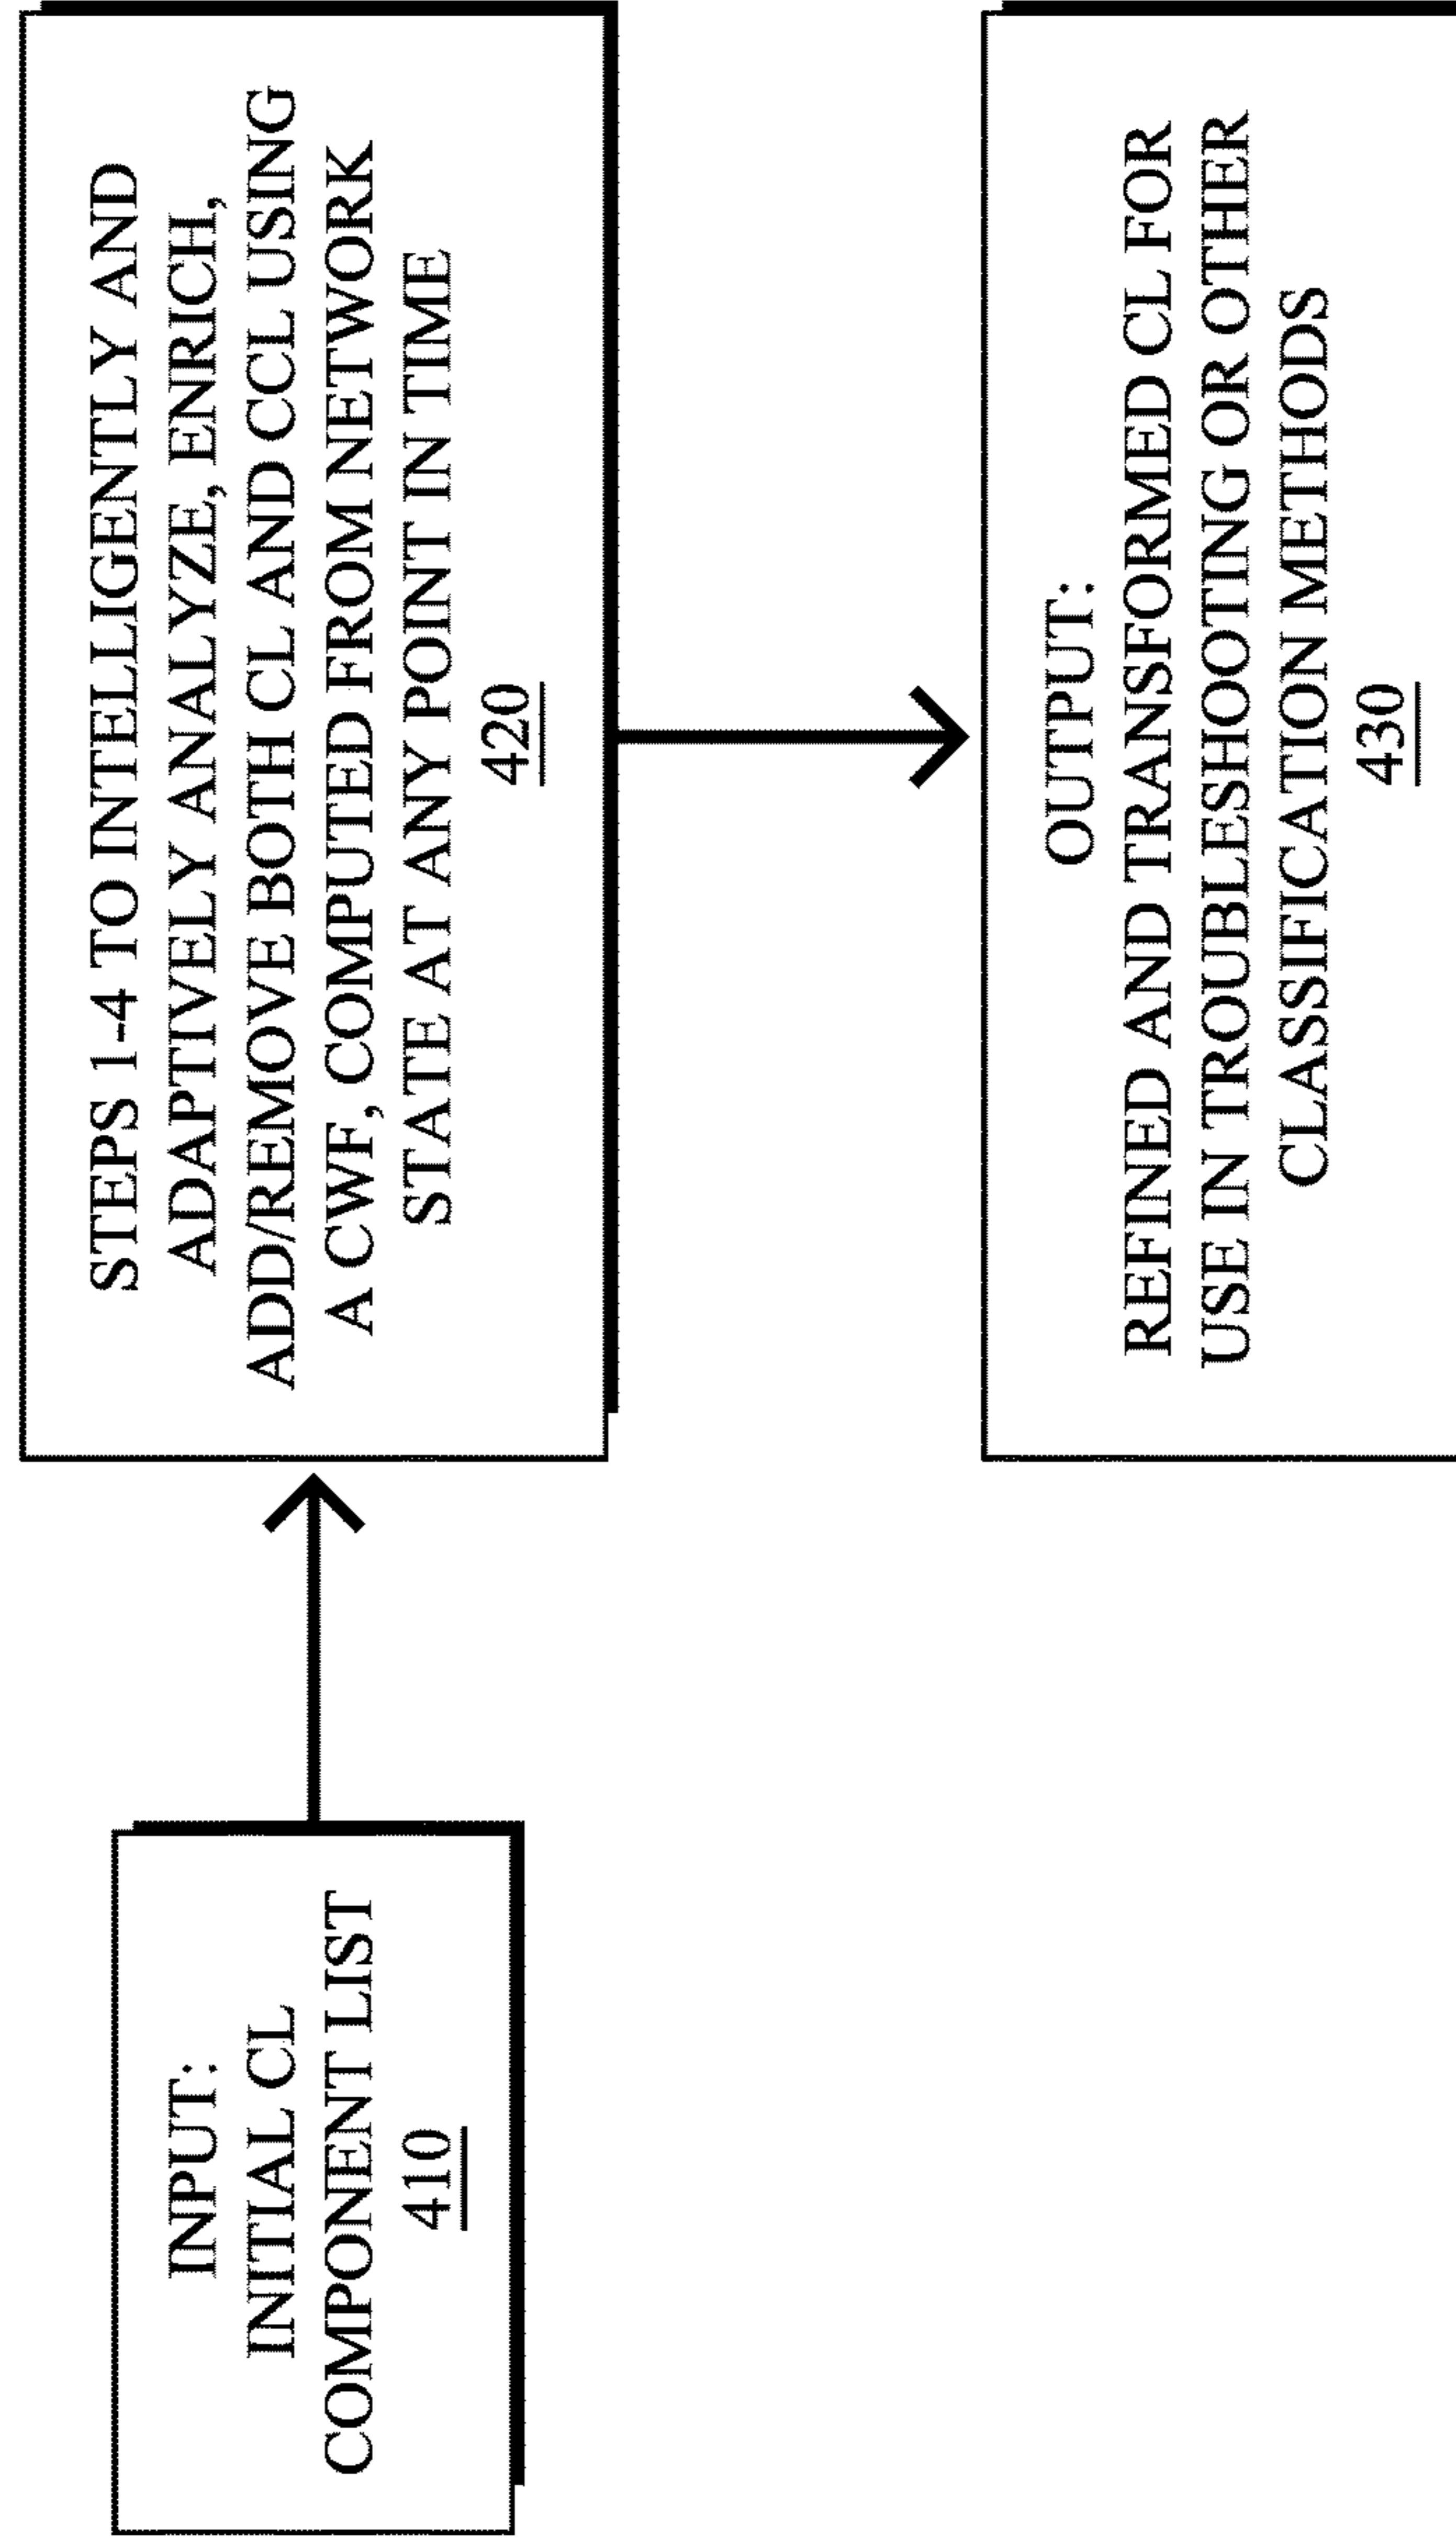 INPUT:
INITIAL CL
COMPONENT LIST
410
STEPS 1-4 TO INTELLIGENTLY AND
ADAPTIVELY ANALYZE, ENRICH,
ADD/REMOVE BOTH CL AND CCL USING
A CWF, COMPUTED FROM NETWORK
STATE AT ANY POINT IN TIME
420
OUTPUT:
REFINED AND TRANSFORMED CL FOR
USE IN TROUBLESHOOTING OR OTHER
CLASSIFICATION METHODS
430